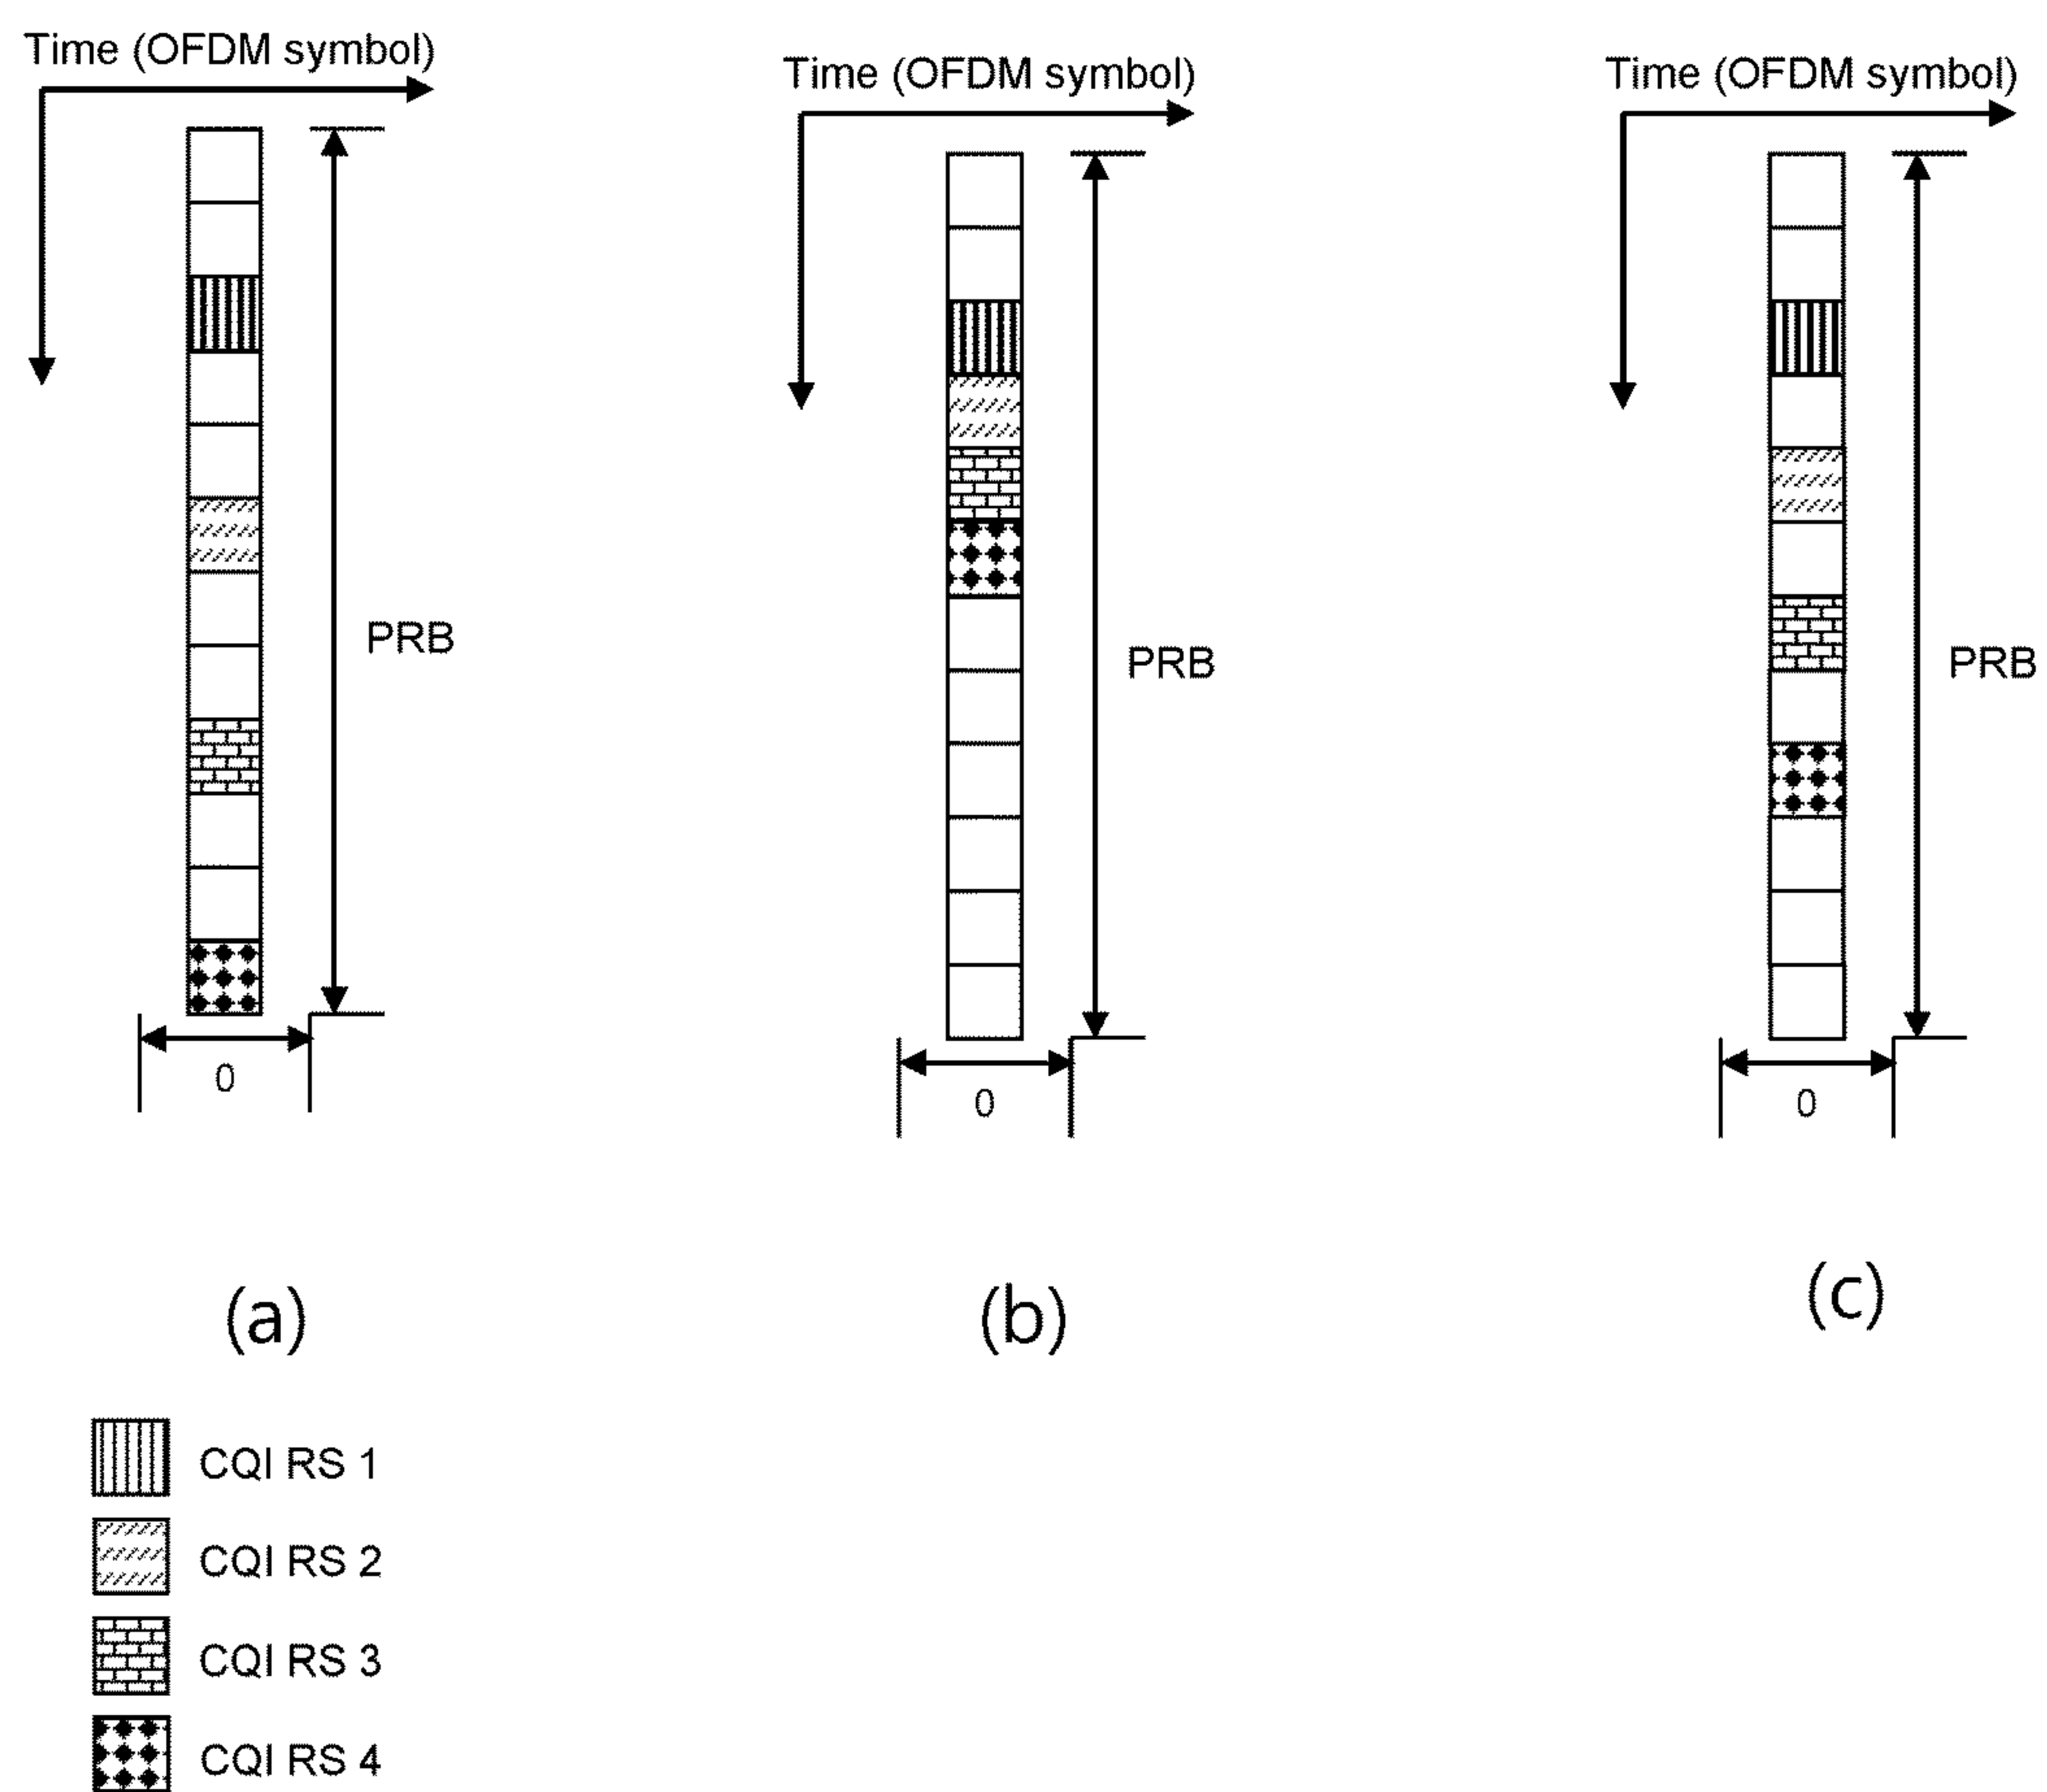 Time (OFDM symbol)
PRB
0
(a)
Time (OFDM symbol)
PRB
0
(b)
Time (OFDM symbol)
PRB
0
(c)
CQI RS 1
CQI RS 2
CQI RS 3
CQI RS 4